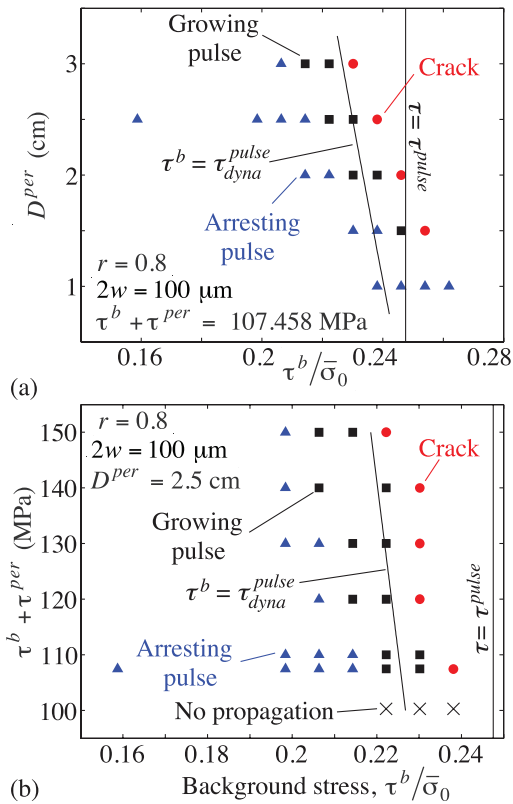 Growing
pulse
Crack
τ = τ^pulse
τ^b = τ^pulse_dyna
Arresting
pulse
r = 0.8
2w = 100 μm
τ^b + τ^per = 107.458 MPa
D^per (cm)
3
2
1
0.16 0.2 0.24 0.28
τ^b/σ̄_0
(a)
r = 0.8
2w = 100 μm
D^per = 2.5 cm
Crack
Growing
pulse
τ^b = τ^pulse_dyna
τ = τ^pulse
Arresting
pulse
No propagation
τ^b + τ^per (MPa)
150
140
130
120
110
100
0.16 0.2 0.22 0.24
Background stress, τ^b/σ̄_0
(b)